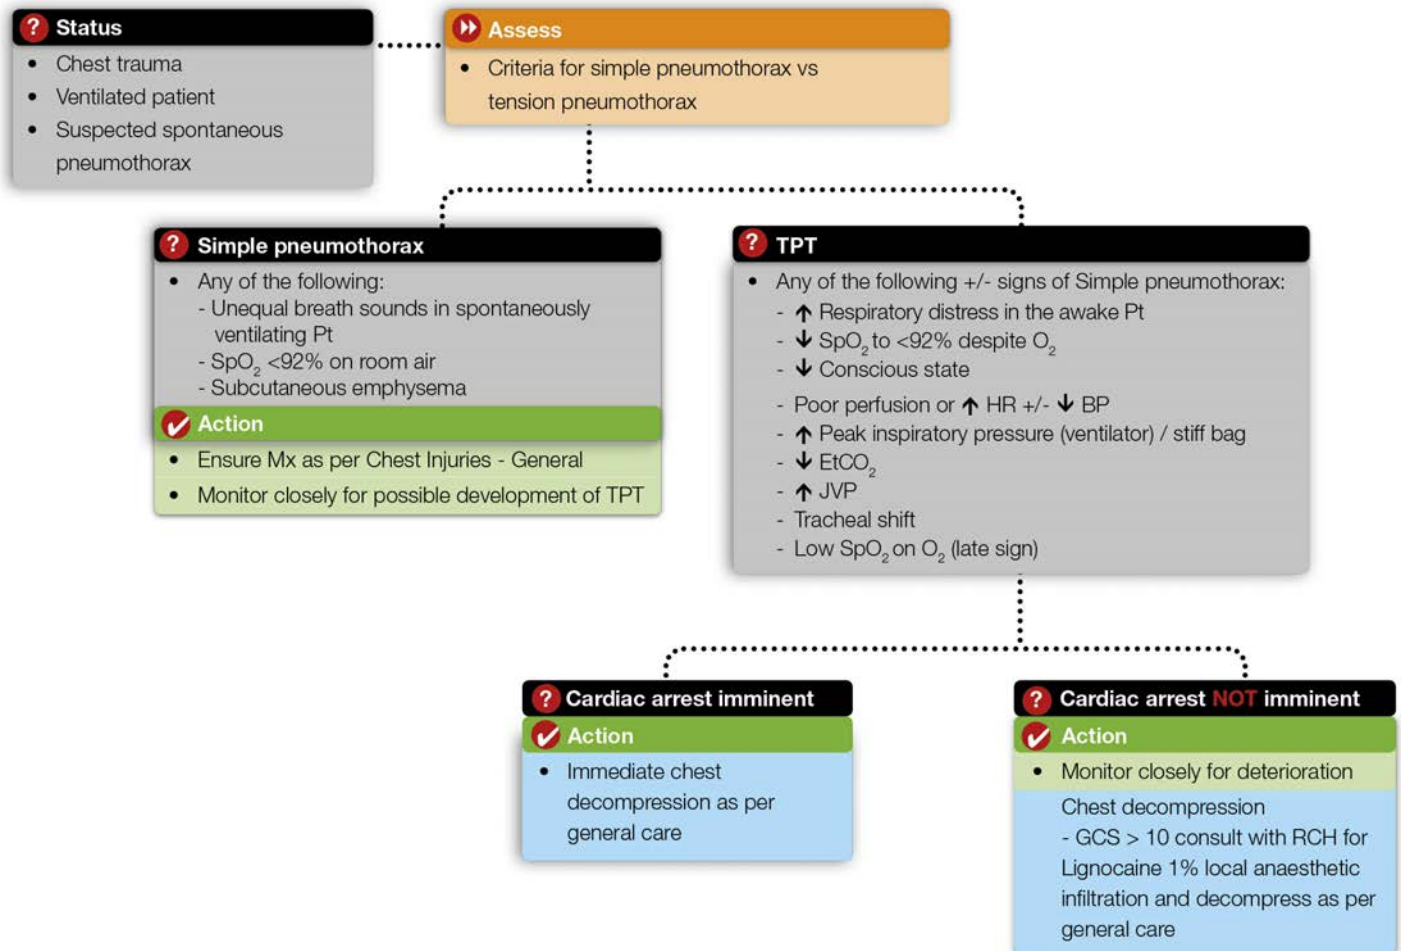 Status
• Chest trauma
• Ventilated patient
• Suspected spontaneous
pneumothorax
Assess
• Criteria for simple pneumothorax vs
tension pneumothorax
Simple pneumothorax
• Any of the following:
- Unequal breath sounds in spontaneously
ventilating Pt
- SpO₂ <92% on room air
- Subcutaneous emphysema
Action
• Ensure Mx as per Chest Injuries - General
• Monitor closely for possible development of TPT
TPT
• Any of the following +/- signs of Simple pneumothorax:
- ↑ Respiratory distress in the awake Pt
- ↓ SpO₂ to <92% despite O₂
- ↓ Conscious state
- Poor perfusion or ↑ HR +/- ↓ BP
- ↑ Peak inspiratory pressure (ventilator) / stiff bag
- ↓ EtCO₂
- ↑ JVP
- Tracheal shift
- Low SpO₂ on O₂ (late sign)
Cardiac arrest imminent
Action
• Immediate chest
decompression as per
general care
Cardiac arrest NOT imminent
Action
• Monitor closely for deterioration
Chest decompression
- GCS > 10 consult with RCH for
Lignocaine 1% local anaesthetic
infiltration and decompress as per
general care